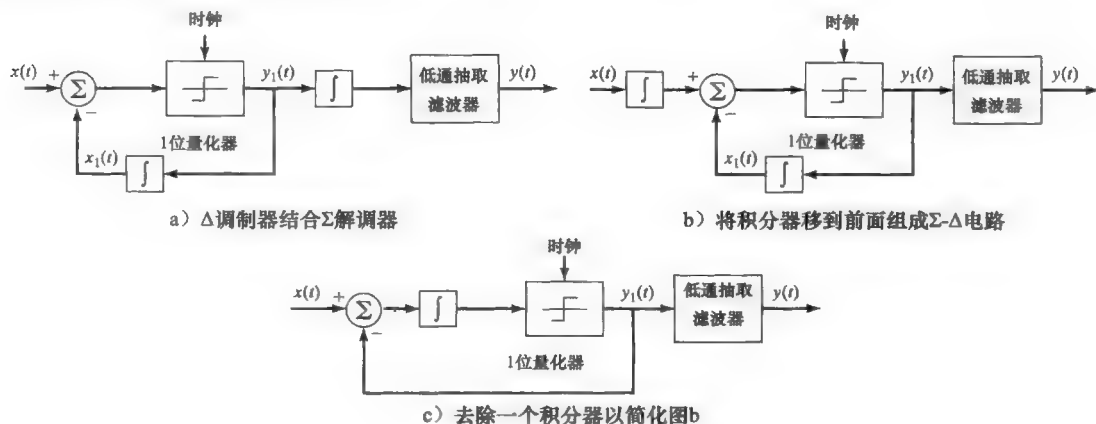 时钟
x(t)
+
Σ
−
y₁(t)
∫
低通抽取
滤波器
y(t)
1位量化器
x₁(t)
∫
a）Δ调制器结合Σ解调器
时钟
x(t)
∫
+
Σ
−
y₁(t)
低通抽取
滤波器
y(t)
1位量化器
x₁(t)
∫
b）将积分器移到前面组成Σ-Δ电路
时钟
x(t)
+
Σ
−
∫
y₁(t)
低通抽取
滤波器
y(t)
1位量化器
c）去除一个积分器以简化图b